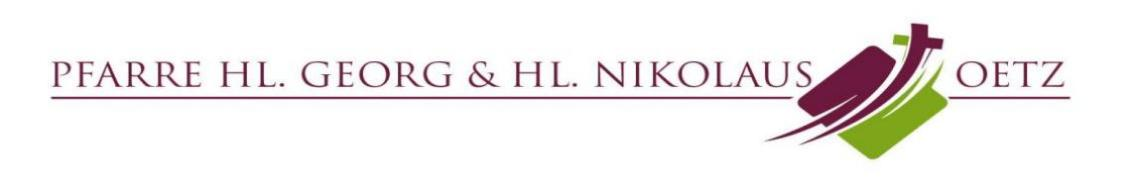 PFARRE HL. GEORG & HL. NIKOLAUS OETZ